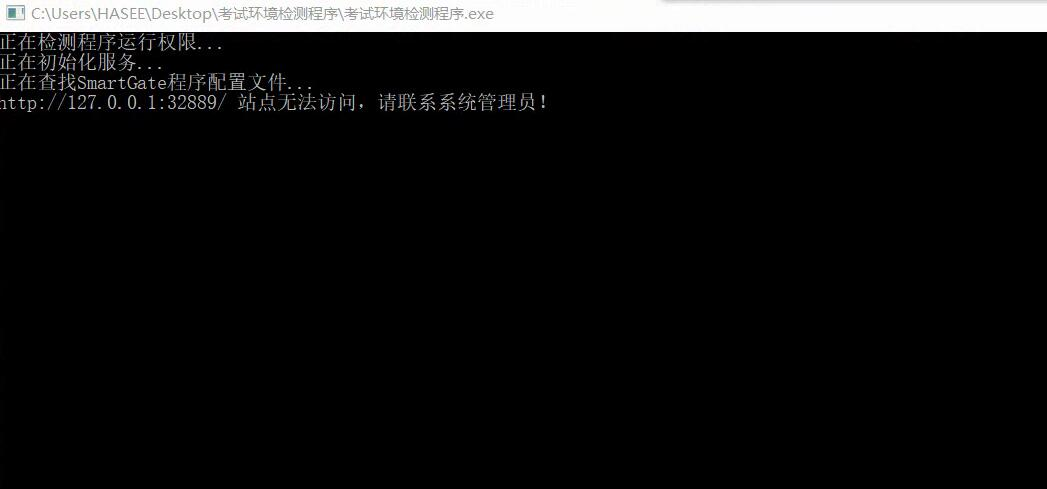 C:\Users\HASEE\Desktop\考试环境检测程序\考试环境检测程序.exe
正在检测程序运行权限...
正在初始化服务...
正在查找SmartGate程序配置文件...
http://127.0.0.1:32889/ 站点无法访问，请联系系统管理员！